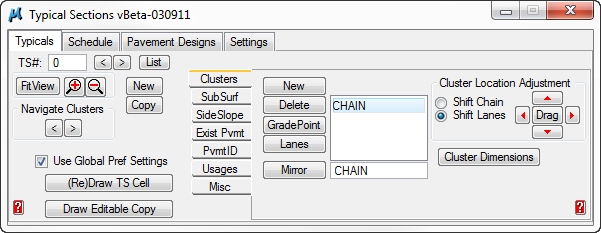 Typical Sections vBeta-030911
Typicals Schedule Pavement Designs Settings
TS#: 0 < > List
FitView New
Copy
Navigate Clusters
< >
Use Global Pref Settings
(Re)Draw TS Cell
Draw Editable Copy
?
Clusters
SubSurf
SideSlope
Exist Pvmt
PvmtID
Usages
Misc
New
Delete
GradePoint
Lanes
Mirror
CHAIN
CHAIN
Cluster Location Adjustment
Shift Chain
Shift Lanes
Drag
Cluster Dimensions
?